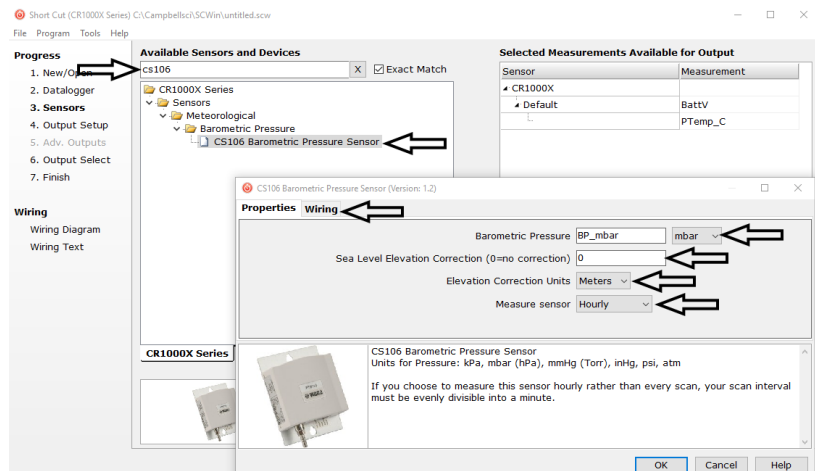 Short Cut (CR1000X Series) C:\Campbellsci\SCWin\untitled.scw
File Program Tools Help
Progress
1. New/Open
2. Datalogger
3. Sensors
4. Output Setup
5. Adv. Outputs
6. Output Select
7. Finish
Wiring
Wiring Diagram
Wiring Text
Available Sensors and Devices
cs106 X Exact Match
CR1000X Series
Sensors
Meteorological
Barometric Pressure
CS106 Barometric Pressure Sensor
CR1000X Series
Selected Measurements Available for Output
Sensor Measurement
CR1000X
Default BattV
PTemp_C
CS106 Barometric Pressure Sensor (Version: 1.2)
Properties Wiring
Barometric Pressure BP_mbar mbar
Sea Level Elevation Correction (0=no correction) 0
Elevation Correction Units Meters
Measure sensor Hourly
CS106 Barometric Pressure Sensor
Units for Pressure: kPa, mbar (hPa), mmHg (Torr), inHg, psi, atm
If you choose to measure this sensor hourly rather than every scan, your scan interval
must be evenly divisible into a minute.
OK Cancel Help